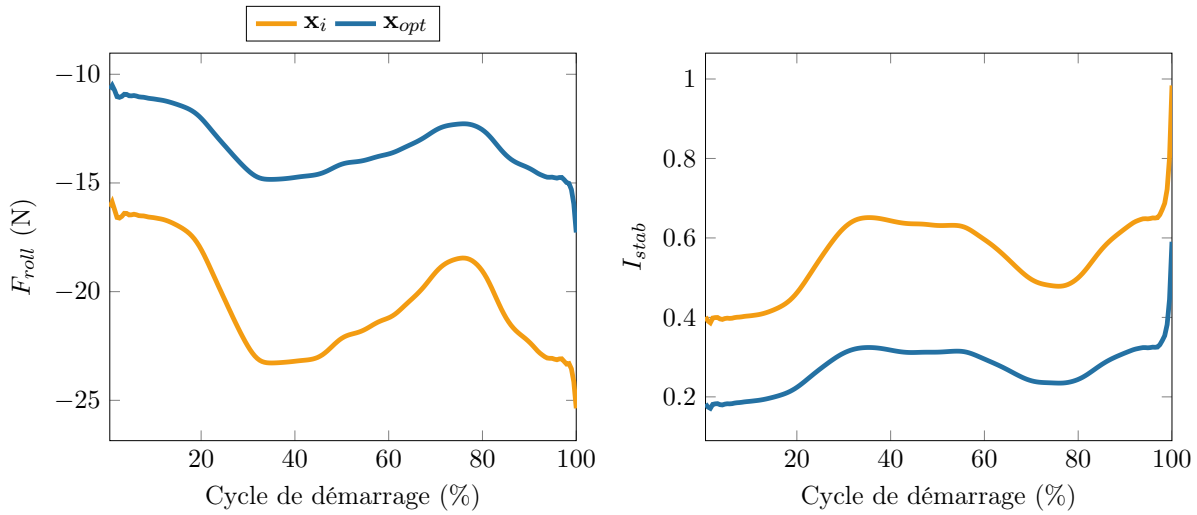 x_i x_opt
−10
−15
−20
−25
F_roll (N)
20 40 60 80 100
Cycle de démarrage (%)
1
0.8
0.6
0.4
0.2
I_stab
20 40 60 80 100
Cycle de démarrage (%)